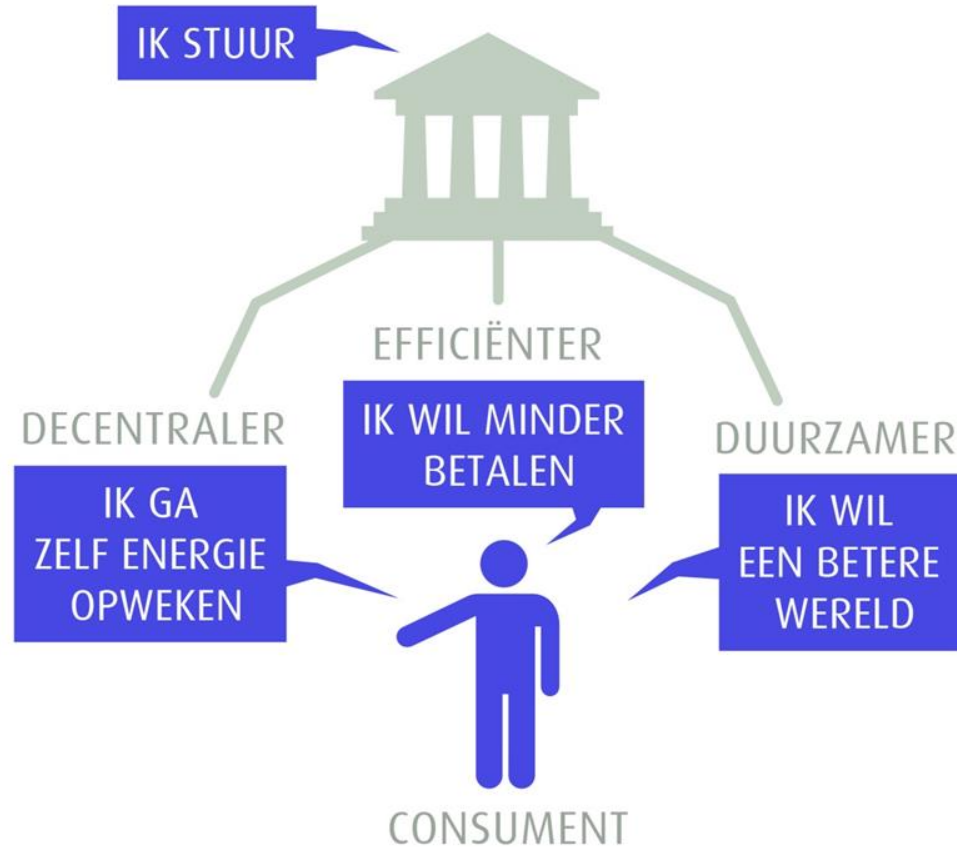 IK STUUR
EFFICIËNTER
IK WIL MINDER
BETALEN
DECENTRALER
IK GA
ZELF ENERGIE
OPWEKEN
DUURZAMER
IK WIL
EEN BETERE
WERELD
CONSUMENT